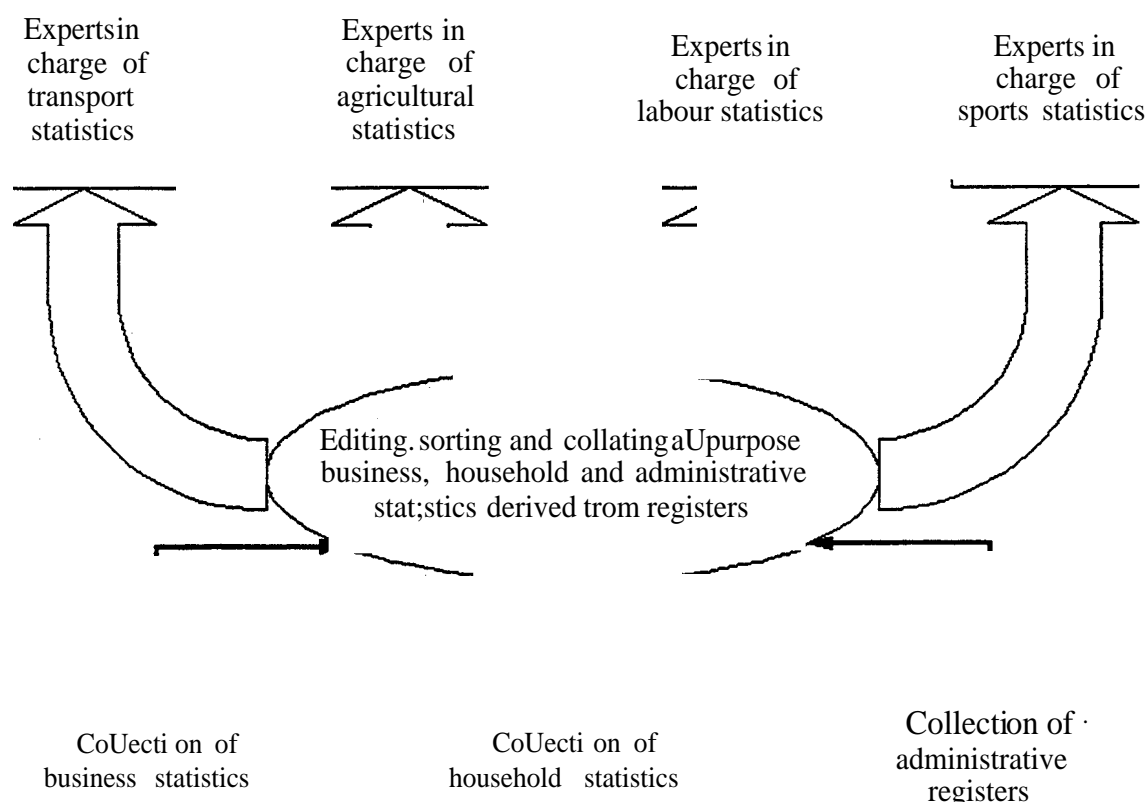 Expertsin
charge of
transport
statistics
Experts in
charge of
agricultural
statistics
Experts in
charge of
labour statistics
Experts in
charge of
sports statistics
Editing. sorting and collatingaUpurpose
business, household and administrative
stat;stics derived trom registers
CoUecti on of
business statistics
CoUecti on of
household statistics
Collection of
administrative
registers